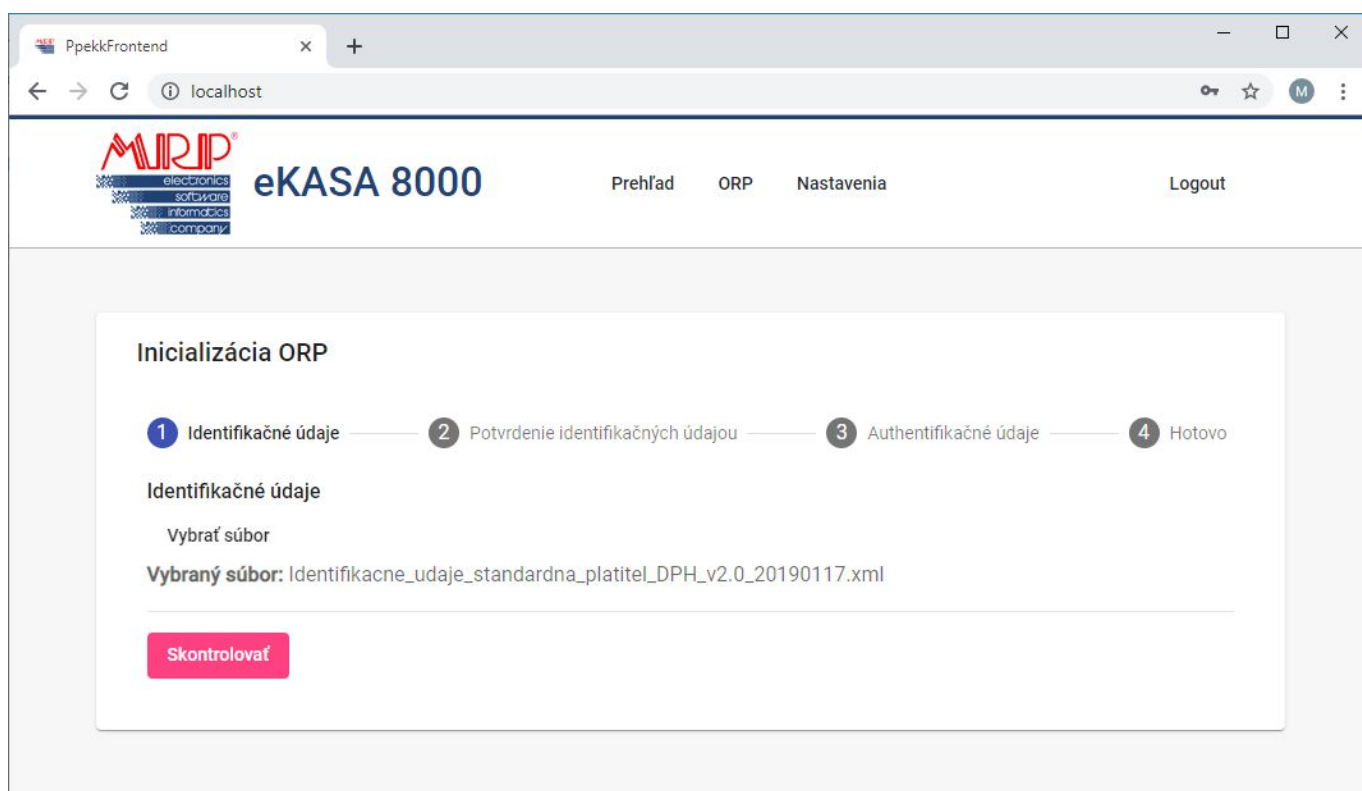 PpekkFrontend
localhost
M
MRP®
electronics
software
informatics
company
eKASA 8000
Prehľad ORP Nastavenia Logout
Inicializácia ORP
1 Identifikačné údaje 2 Potvrdenie identifikačných údajou 3 Authentifikačné údaje 4 Hotovo
Identifikačné údaje
Vybrať súbor
Vybraný súbor: Identifikacne_udaje_standardna_platitel_DPH_v2.0_20190117.xml
Skontrolovať